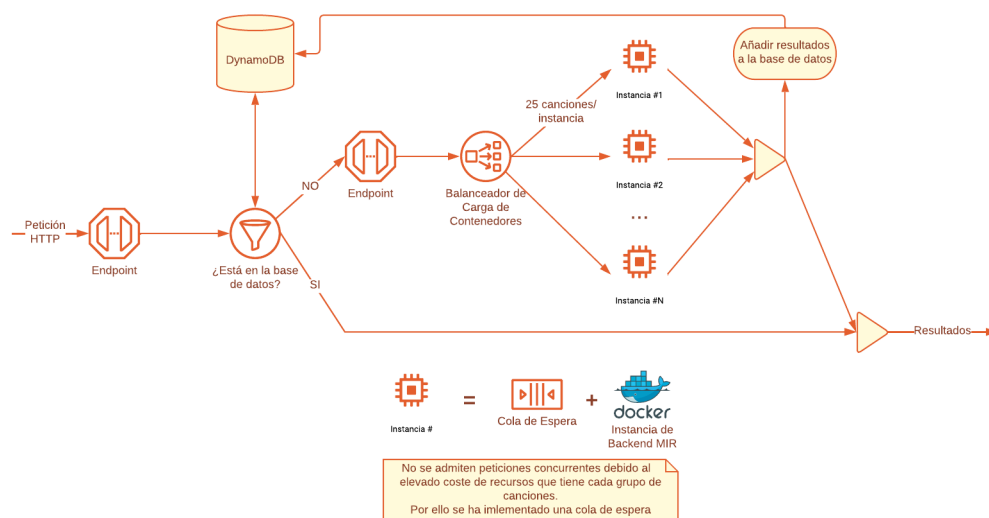 DynamoDB
Añadir resultados
a la base de datos
25 canciones/
instancia
Instancia #1
NO
Endpoint
Balanceador de
Carga de
Contenedores
Instancia #2
...
Petición
HTTP
Endpoint
¿Está en la base
de datos?
SI
Instancia #N
Resultados
Instancia #
=
Cola de Espera
+
docker
Instancia de
Backend MIR
No se admiten peticiones concurrentes debido al
elevado coste de recursos que tiene cada grupo de
canciones.
Por ello se ha imlementado una cola de espera